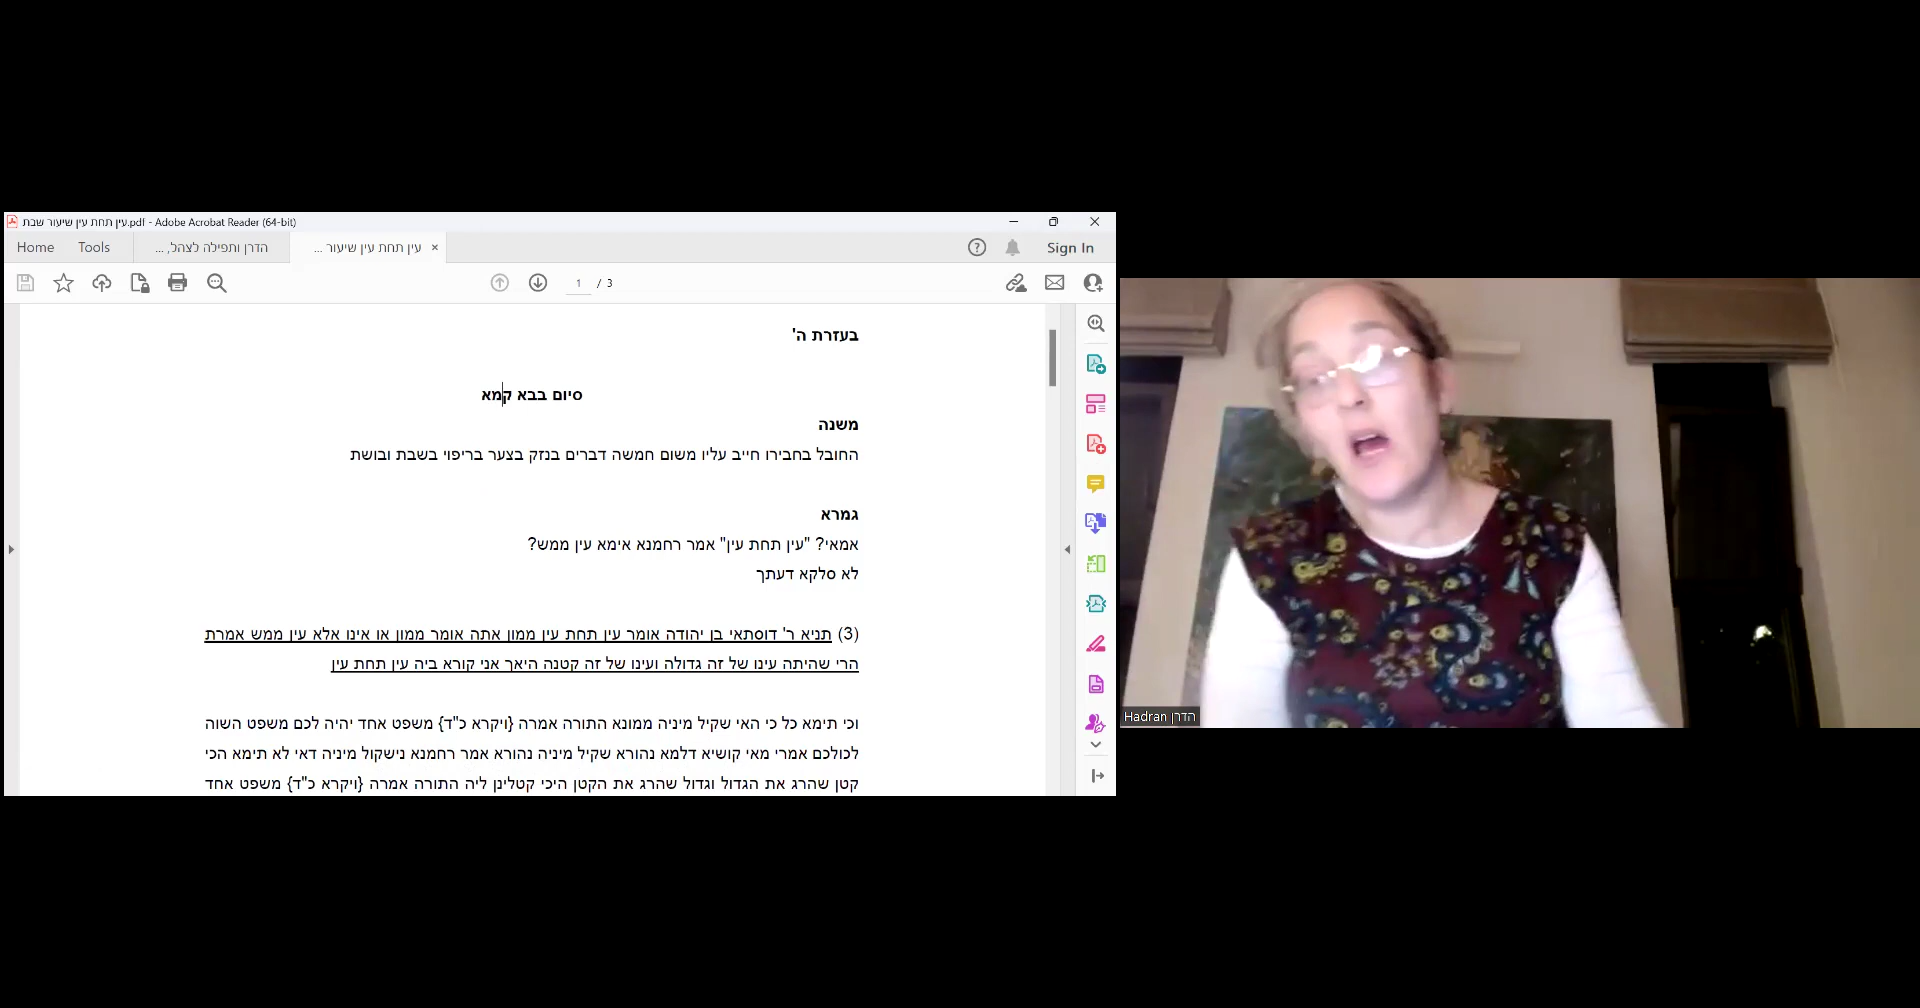 עין תחת עין שיעור שבת.pdf - Adobe Acrobat Reader (64-bit)
Home Tools הדרן ותפילה לצהל, ... עין תחת עין שיעור ... × Sign In
1 / 3
בעזרת ה'
סיום בבא קמא
משנה
החובל בחבירו חייב עליו משום חמשה דברים בנזק בצער בריפוי בשבת ובושת
גמרא
אמאי? "עין תחת עין" אמר רחמנא אימא עין ממש?
לא סלקא דעתך
(3) תניא ר' דוסתאי בן יהודה אומר עין תחת עין ממון אתה אומר ממון או אינו אלא עין ממש אמרת
הרי שהיתה עינו של זה גדולה ועינו של זה קטנה היאך אני קורא ביה עין תחת עין
וכי תימא כל כי האי שקיל מיניה ממונא התורה אמרה {ויקרא כ"ד} משפט אחד יהיה לכם משפט השוה
לכולכם אמרי מאי קושיא דלמא נהורא שקיל מיניה נהורא אמר רחמנא נישקול מיניה דאי לא תימא הכי
קטן שהרג את הגדול וגדול שהרג את הקטן היכי קטלינן ליה התורה אמרה {ויקרא כ"ד} משפט אחד
Hadran הדרן